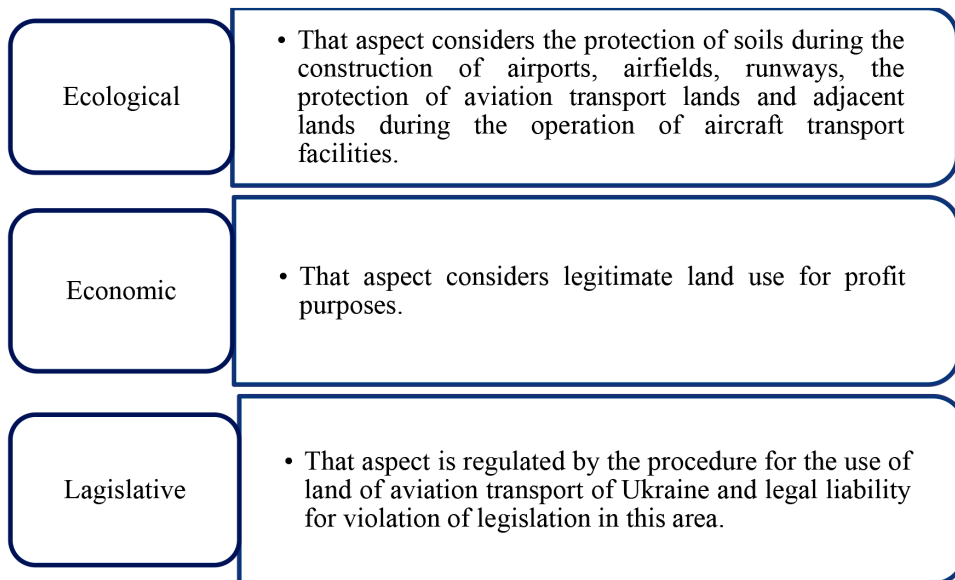 Ecological
• That aspect considers the protection of soils during the
construction of airports, airfields, runways, the
protection of aviation transport lands and adjacent
lands during the operation of aircraft transport
facilities.
Economic
• That aspect considers legitimate land use for profit
purposes.
Lagislative
• That aspect is regulated by the procedure for the use of
land of aviation transport of Ukraine and legal liability
for violation of legislation in this area.